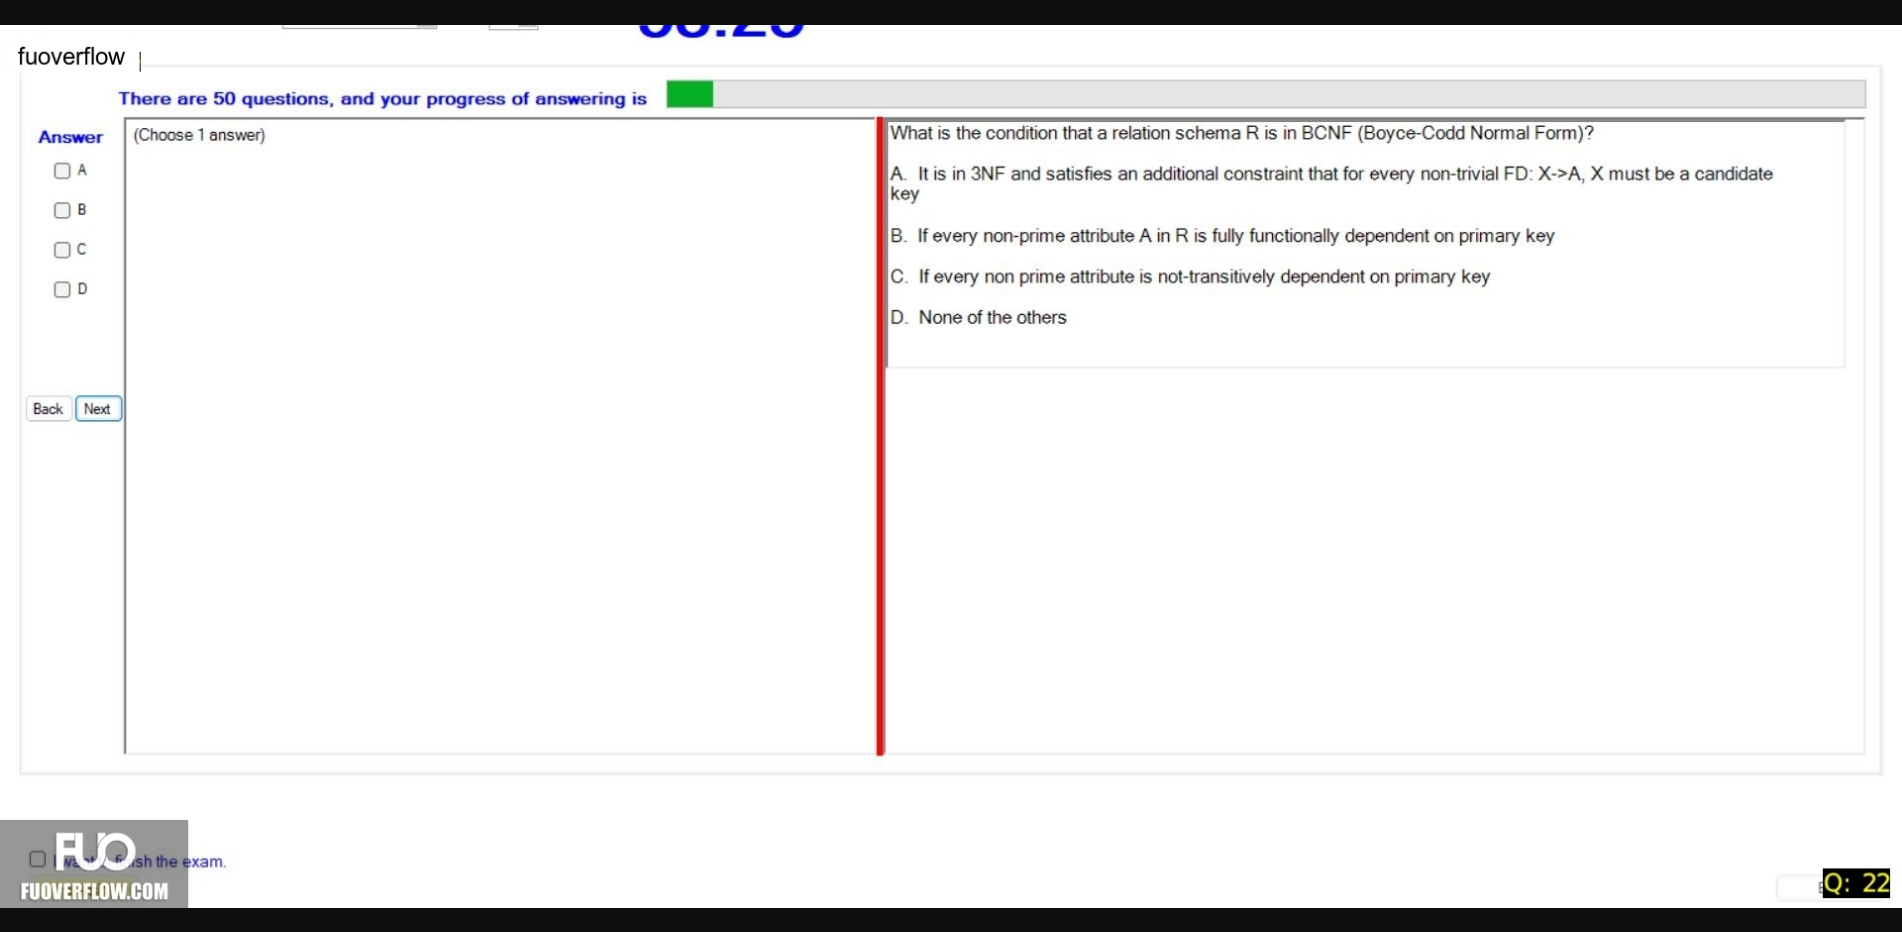 fuoverflow
There are 50 questions, and your progress of answering is
Answer
(Choose 1 answer)
A
B
C
D
Back
Next
What is the condition that a relation schema R is in BCNF (Boyce-Codd Normal Form)?
A. It is in 3NF and satisfies an additional constraint that for every non-trivial FD: X->A, X must be a candidate
key
B. If every non-prime attribute A in R is fully functionally dependent on primary key
C. If every non prime attribute is not-transitively dependent on primary key
D. None of the others
FUO
the exam.
FUOVERFLOW.COM
Q: 22